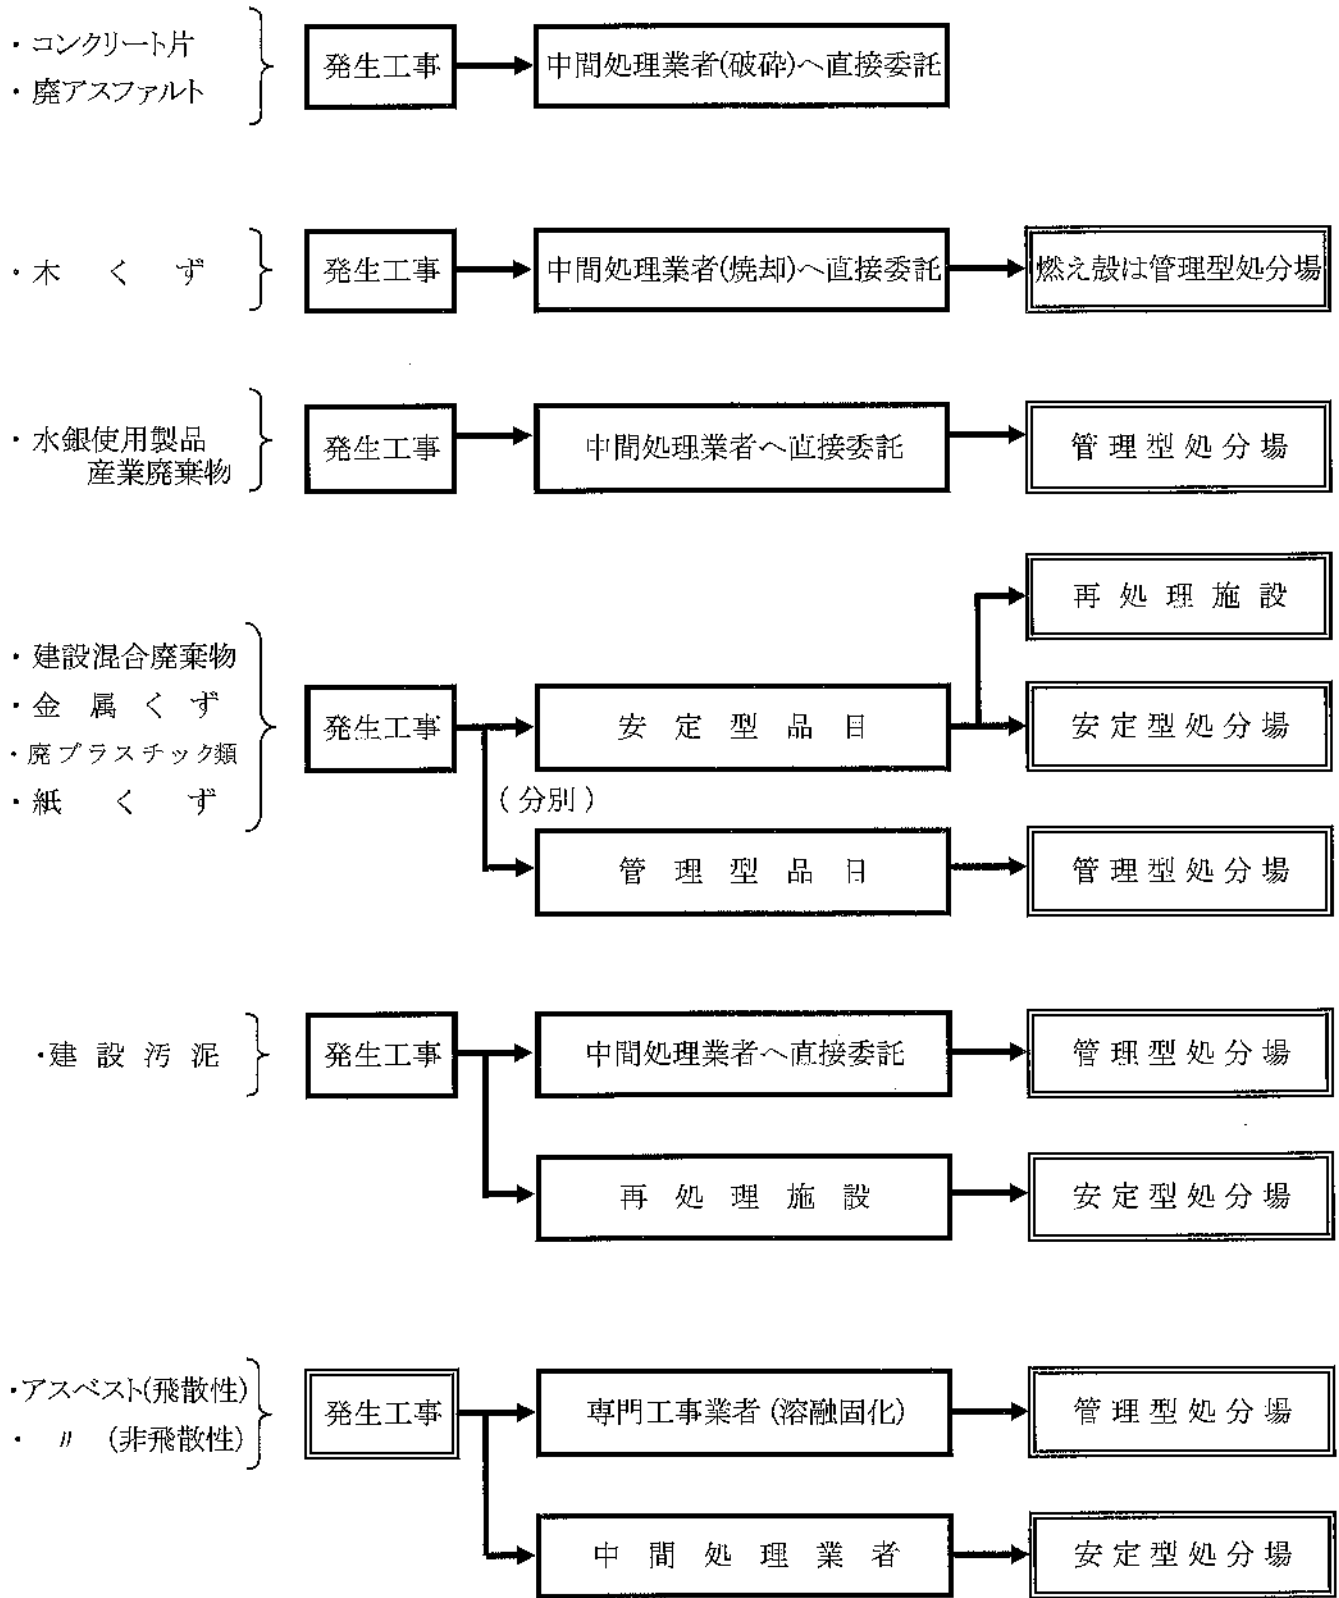 ・コンクリート片
・廃アスファルト
発生工事
中間処理業者(破砕)へ直接委託
・木くず
発生工事
中間処理業者(焼却)へ直接委託
燃え殻は管理型処分場
・水銀使用製品
産業廃棄物
発生工事
中間処理業者へ直接委託
管理型処分場
・建設混合廃棄物
・金属くず
・廃プラスチック類
・紙くず
発生工事
安定型品目
再処理施設
安定型処分場
(分別)
管理型品目
管理型処分場
・建設汚泥
発生工事
中間処理業者へ直接委託
管理型処分場
再処理施設
安定型処分場
・アスベスト(飛散性)
・〃(非飛散性)
発生工事
専門工事業者(溶融固化)
管理型処分場
中間処理業者
安定型処分場